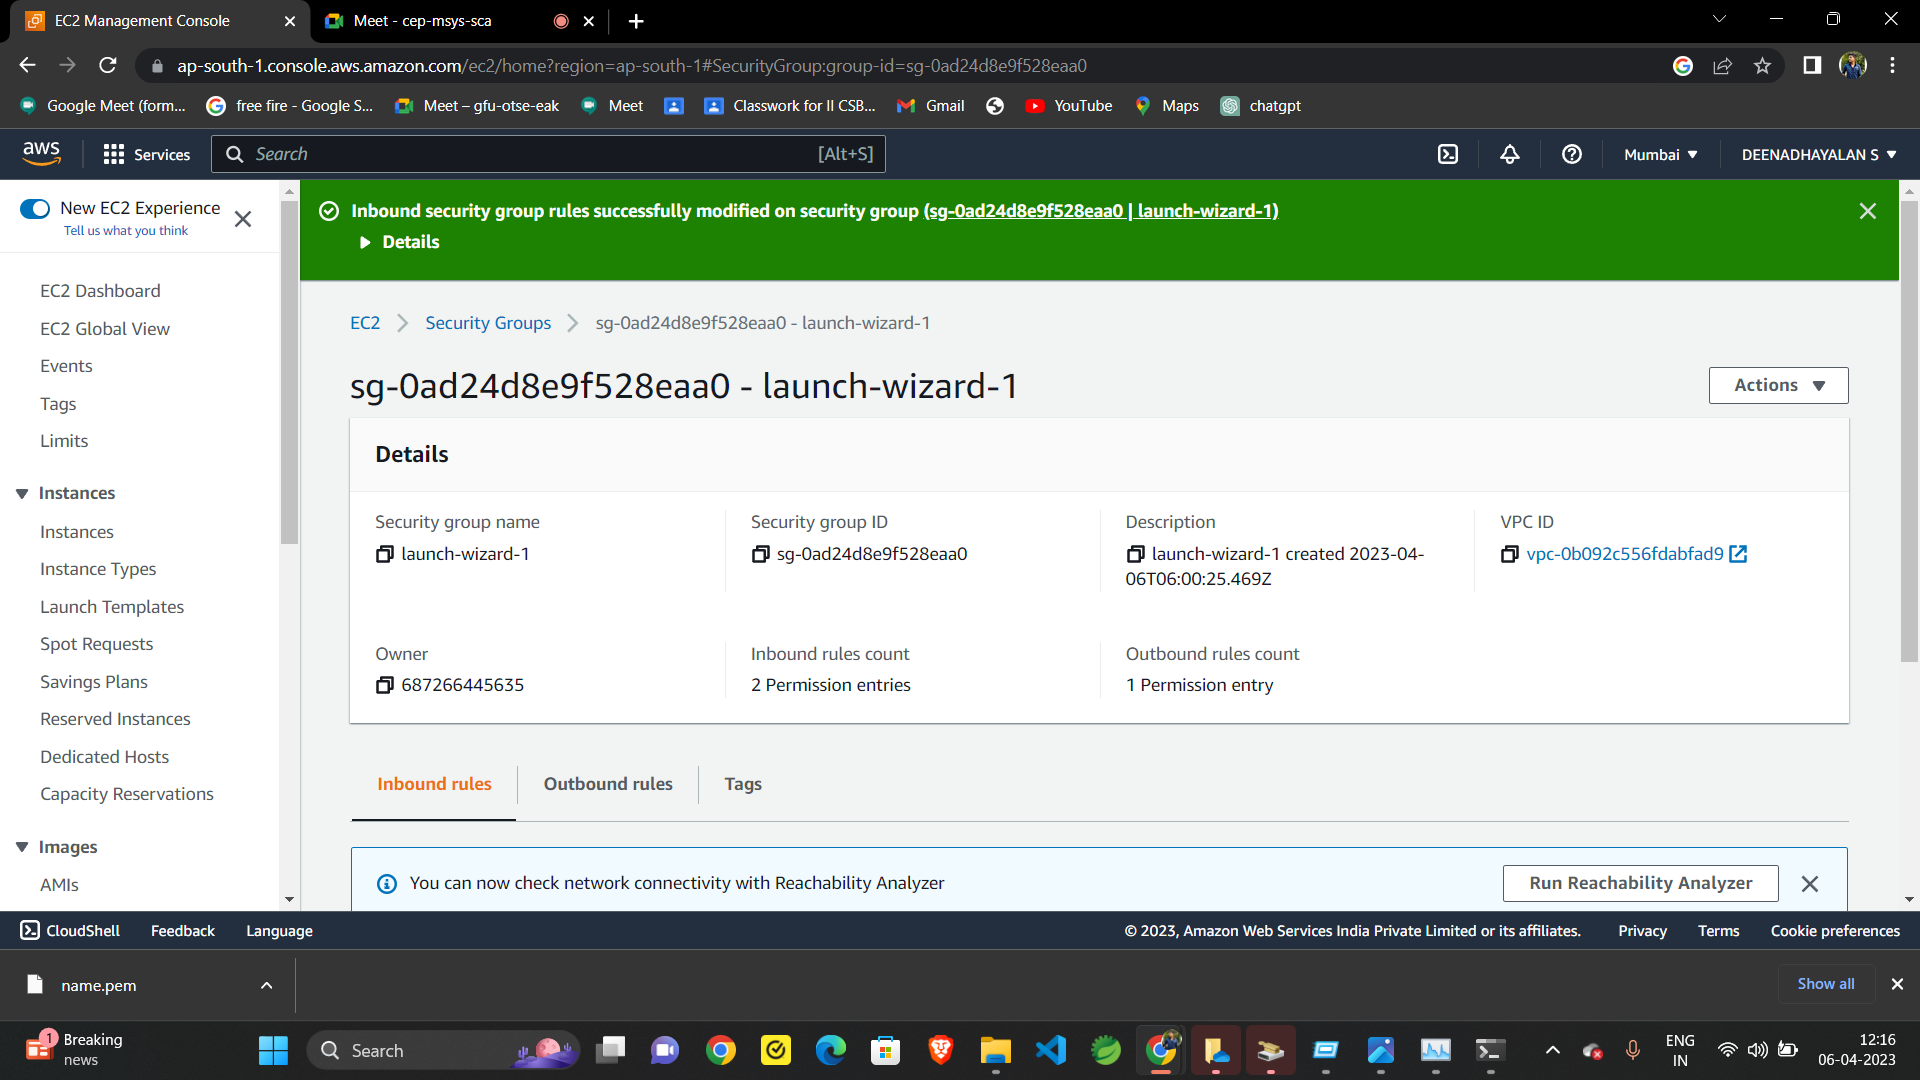 EC2 Management Console
Meet - cep-msys-sca
ap-south-1.console.aws.amazon.com/ec2/home?region=ap-south-1#SecurityGroup:group-id=sg-0ad24d8e9f528eaa0
Google Meet (form...
free fire - Google S...
Meet – gfu-otse-eak
Meet
Classwork for II CSB...
Gmail
YouTube
Maps
chatgpt
aws
Services
Search
[Alt+S]
Mumbai
DEENADHAYALAN S
New EC2 Experience
Tell us what you think
EC2 Dashboard
EC2 Global View
Events
Tags
Limits
Instances
Instances
Instance Types
Launch Templates
Spot Requests
Savings Plans
Reserved Instances
Dedicated Hosts
Capacity Reservations
Images
AMIs
Inbound security group rules successfully modified on security group (sg-0ad24d8e9f528eaa0 | launch-wizard-1)
Details
EC2
Security Groups
sg-0ad24d8e9f528eaa0 - launch-wizard-1
sg-0ad24d8e9f528eaa0 - launch-wizard-1
Actions
Details
Security group name
launch-wizard-1
Security group ID
sg-0ad24d8e9f528eaa0
Description
launch-wizard-1 created 2023-04-
06T06:00:25.469Z
VPC ID
vpc-0b092c556fdabfad9
Owner
687266445635
Inbound rules count
2 Permission entries
Outbound rules count
1 Permission entry
Inbound rules
Outbound rules
Tags
You can now check network connectivity with Reachability Analyzer
Run Reachability Analyzer
CloudShell
Feedback
Language
© 2023, Amazon Web Services India Private Limited or its affiliates.
Privacy
Terms
Cookie preferences
name.pem
Show all
1
Breaking
news
Search
ENG
IN
12:16
06-04-2023